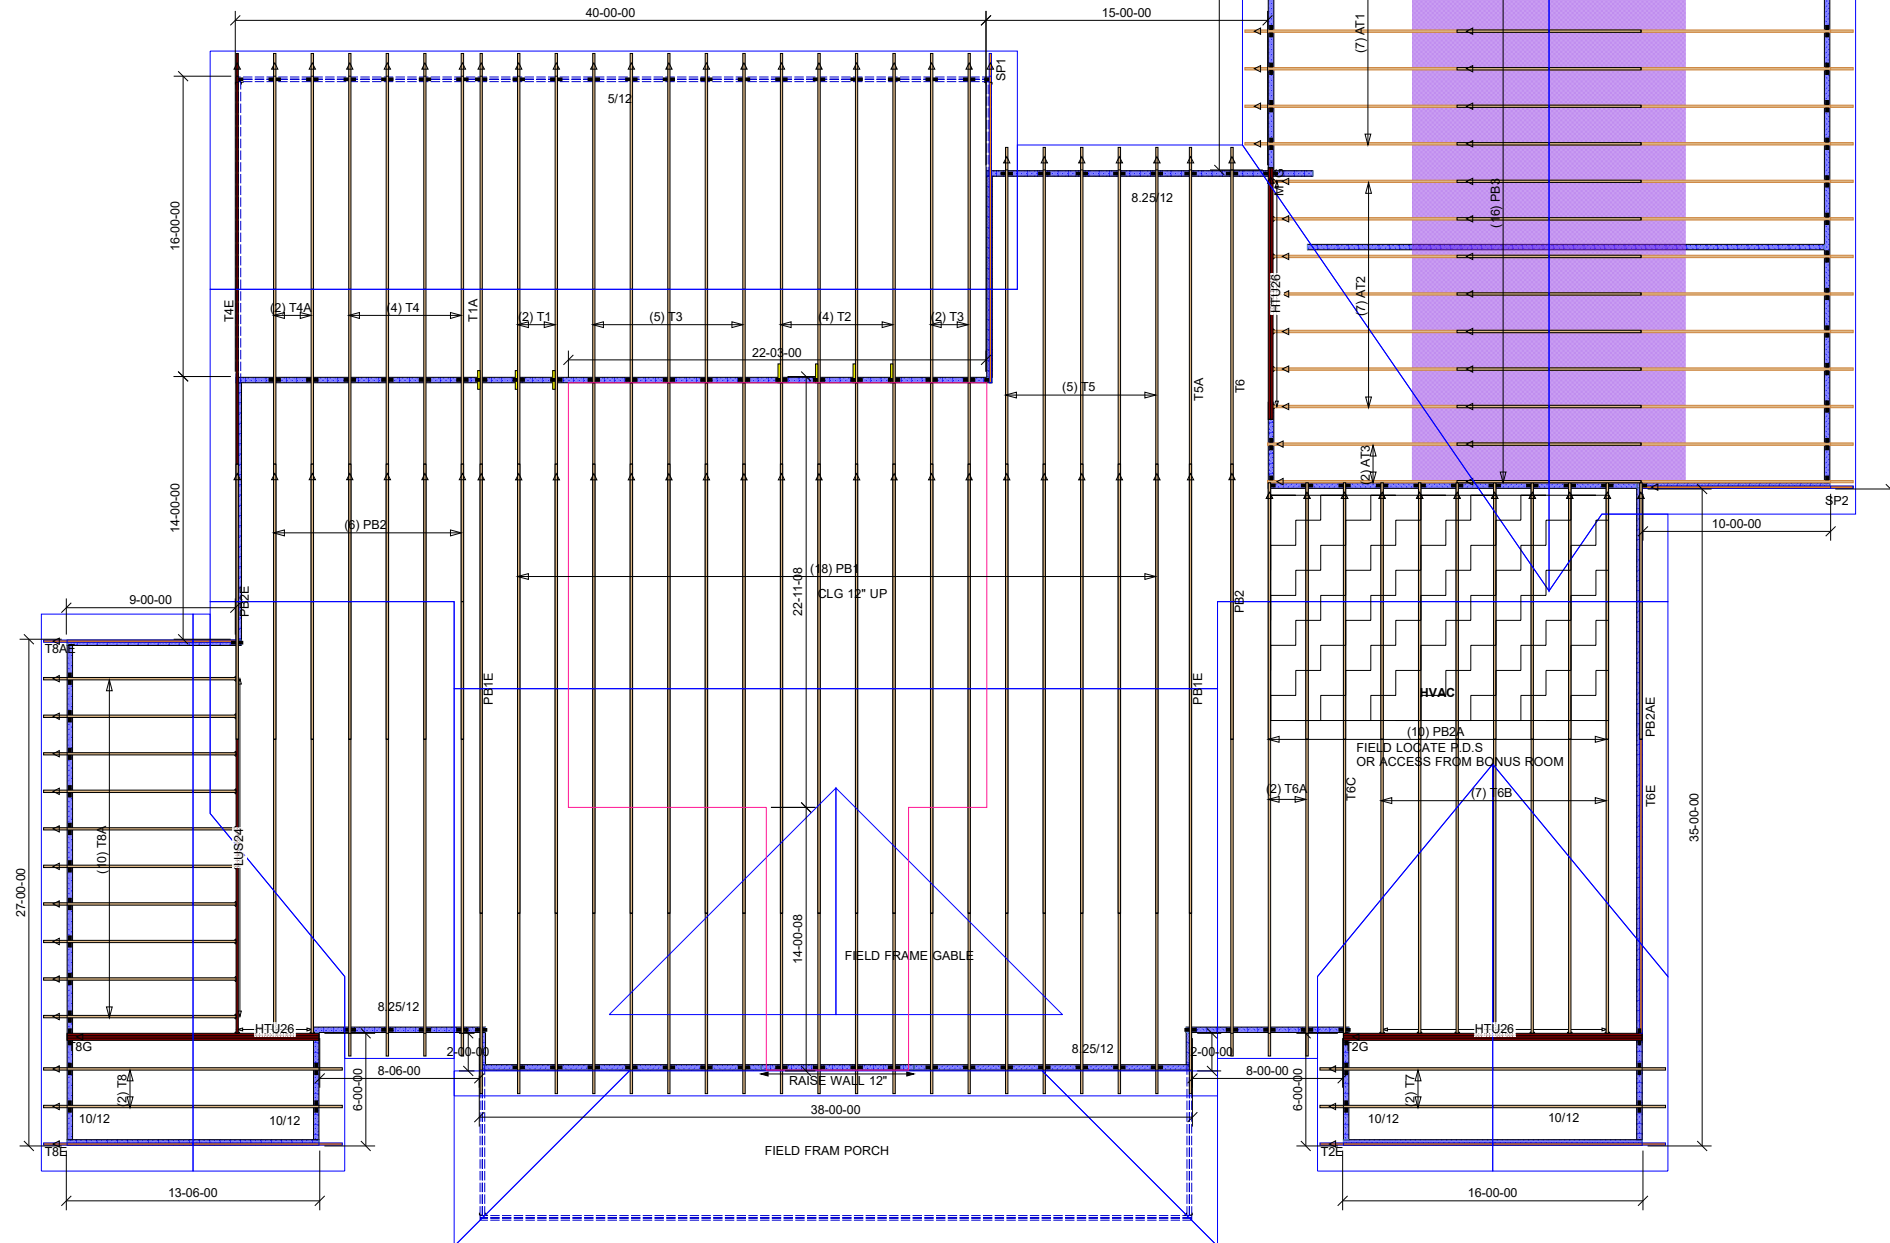 40-00-00
15-00-00
(7) AT1
SP1
5/12
16-00-00
8.25/12
(16) PB3
HTU26
(7) AT2
T4E
(2) T4A
(4) T4
T1A
(2) T1
(5) T3
(4) T2
(2) T3
22-03-00
(5) T5
T5A
T6
(2) AT3
SP2
10-00-00
14-00-00
(6) PB2
(18) PB1
CLG 12" UP
22-11-08
9-00-00
PB2E
PB2
T8AE
PB1E
PB1E
HVAC
PB2AE
(10) PB2A
FIELD LOCATE P.D.S
OR ACCESS FROM BONUS ROOM
(2) T6A
T6C
(7) T6B
T6E
35-00-00
(10) T8A
LUS24
27-00-00
14-00-08
FIELD FRAME GABLE
8.25/12
HTU26
HTU26
T8G
2-00-00
8.25/12
2-00-00
T2G
8-06-00
RAISE WALL 12"
8-00-00
(2) T8
6-00-00
6-00-00
(2) T7
10/12
10/12
38-00-00
10/12
10/12
T8E
FIELD FRAM PORCH
T2E
13-06-00
16-00-00